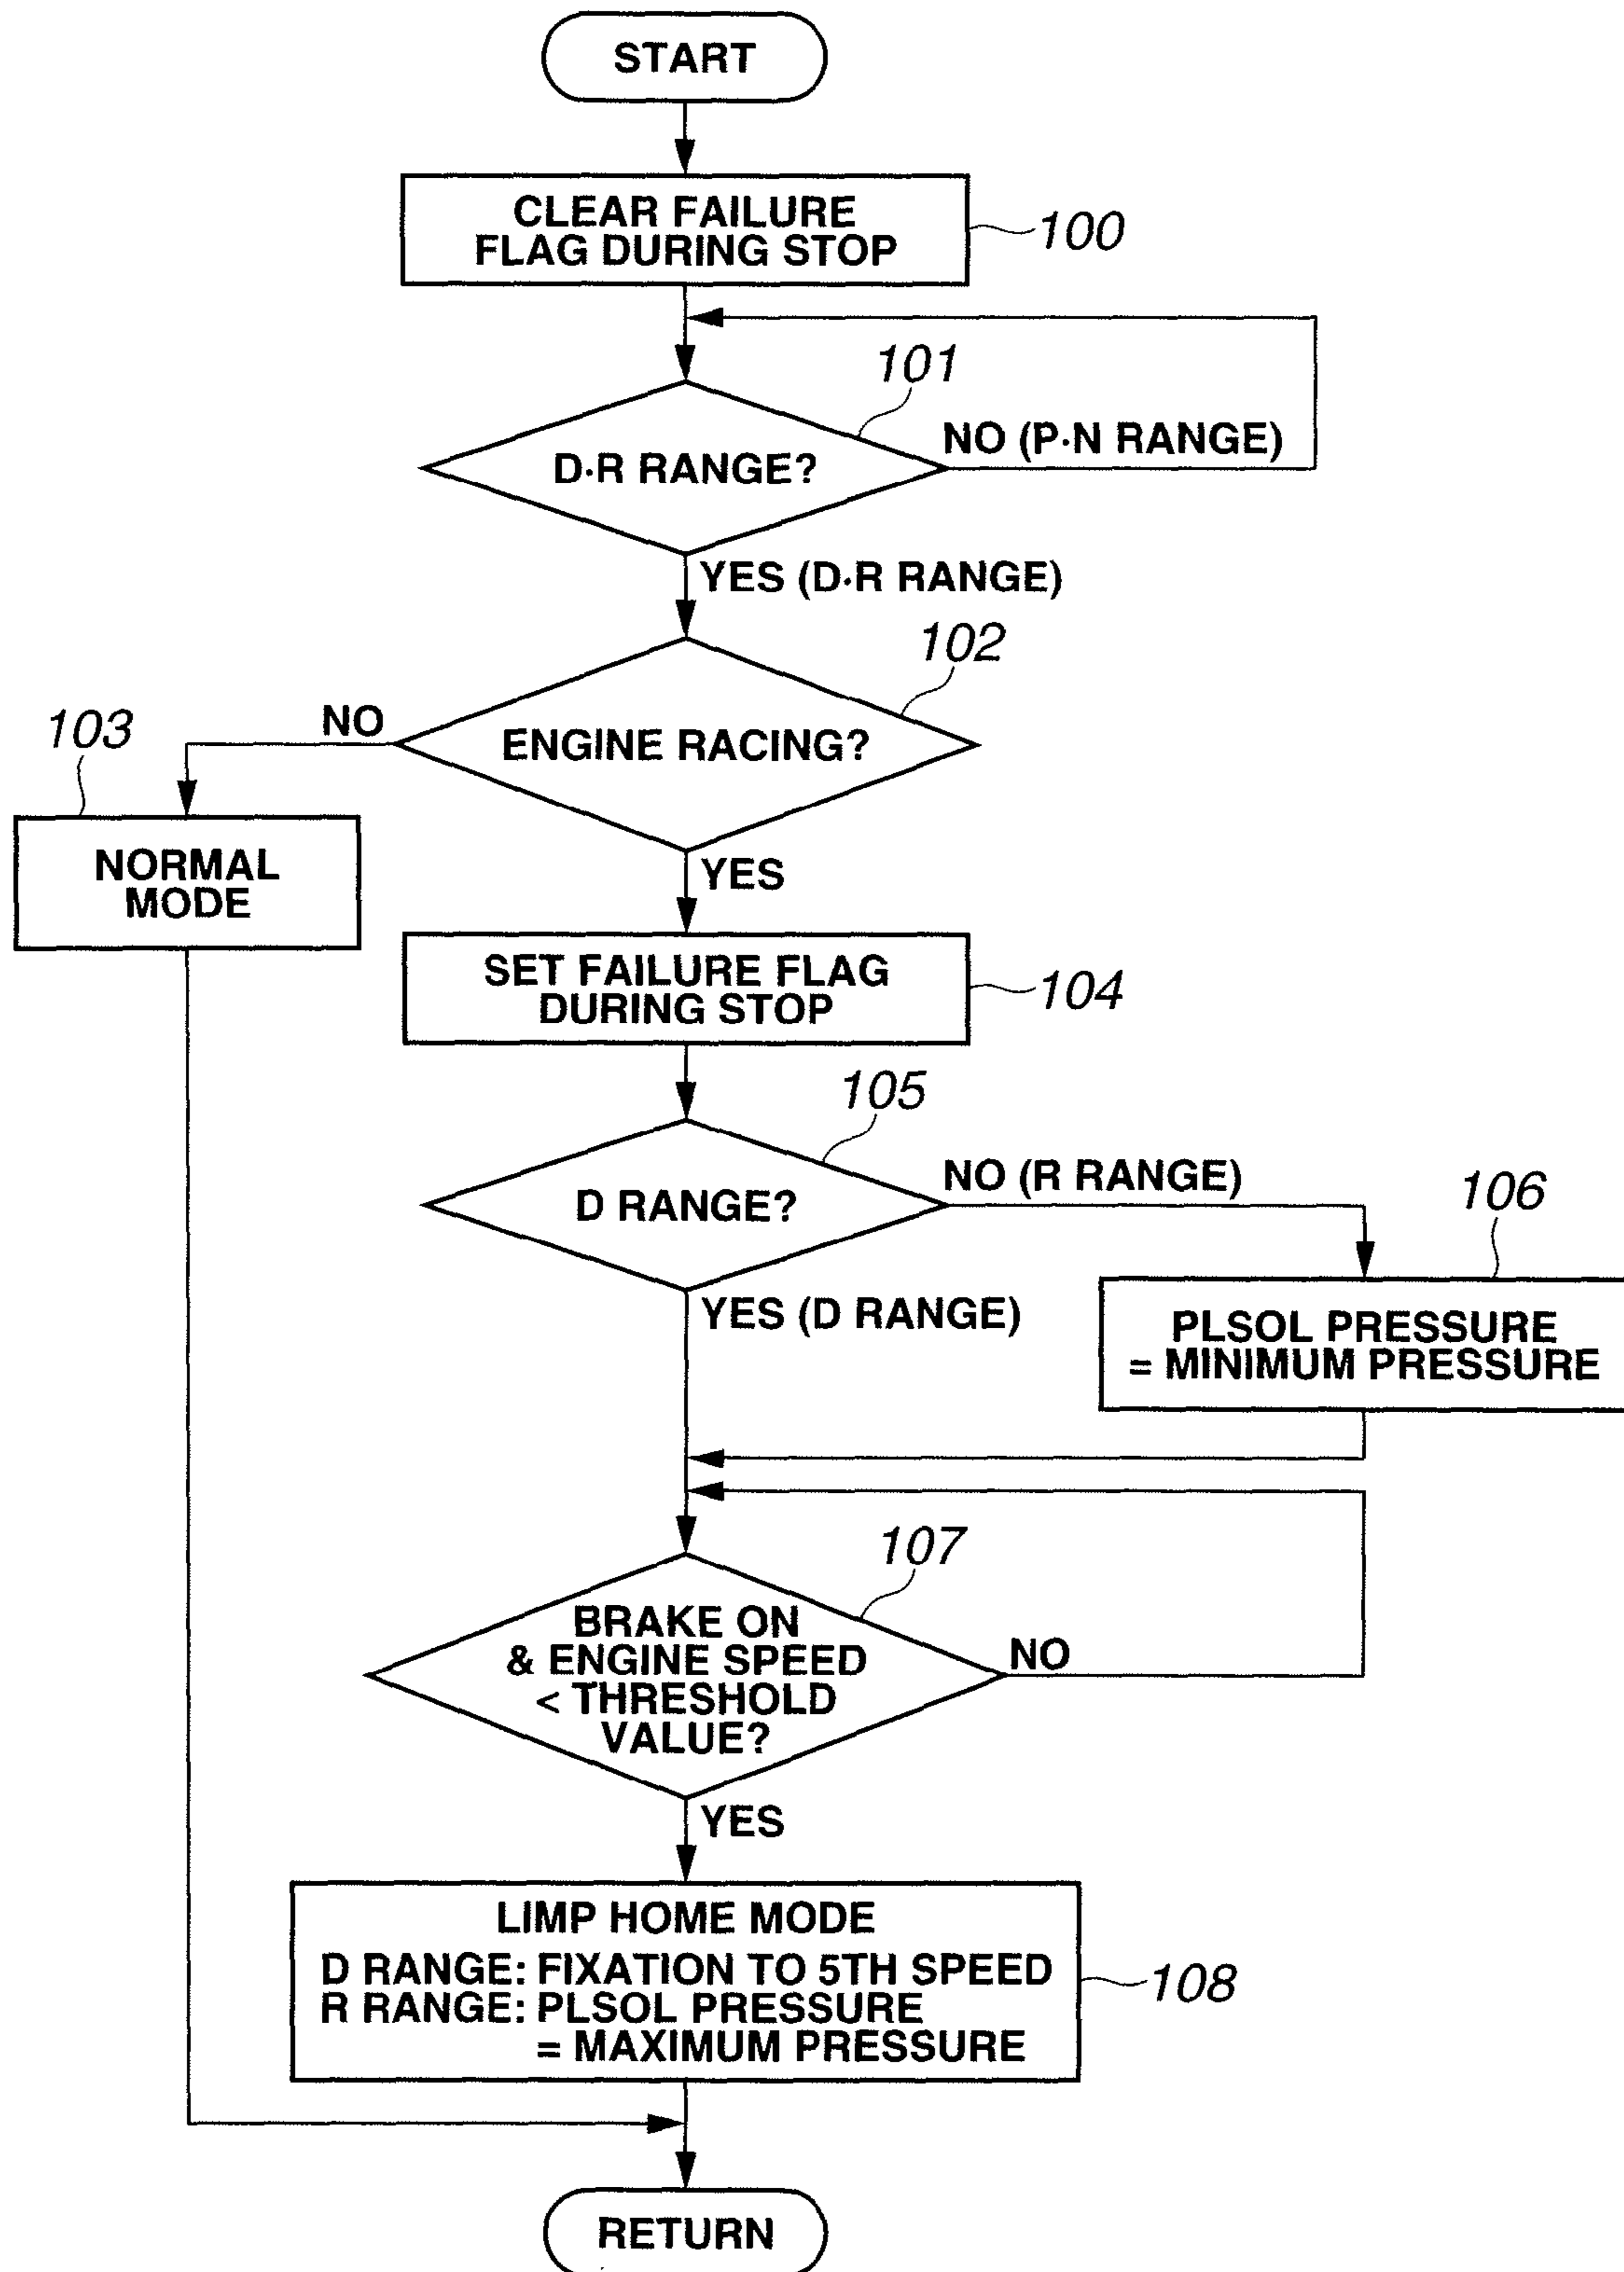 START
CLEAR FAILURE
FLAG DURING STOP
100
101
NO (P·N RANGE)
D·R RANGE?
YES (D·R RANGE)
102
103
NO
ENGINE RACING?
NORMAL
MODE
YES
SET FAILURE FLAG
DURING STOP
104
105
NO (R RANGE)
106
D RANGE?
YES (D RANGE)
PLSOL PRESSURE
= MINIMUM PRESSURE
107
BRAKE ON
& ENGINE SPEED
< THRESHOLD
VALUE?
NO
YES
LIMP HOME MODE
D RANGE: FIXATION TO 5TH SPEED
R RANGE: PLSOL PRESSURE
= MAXIMUM PRESSURE
108
RETURN